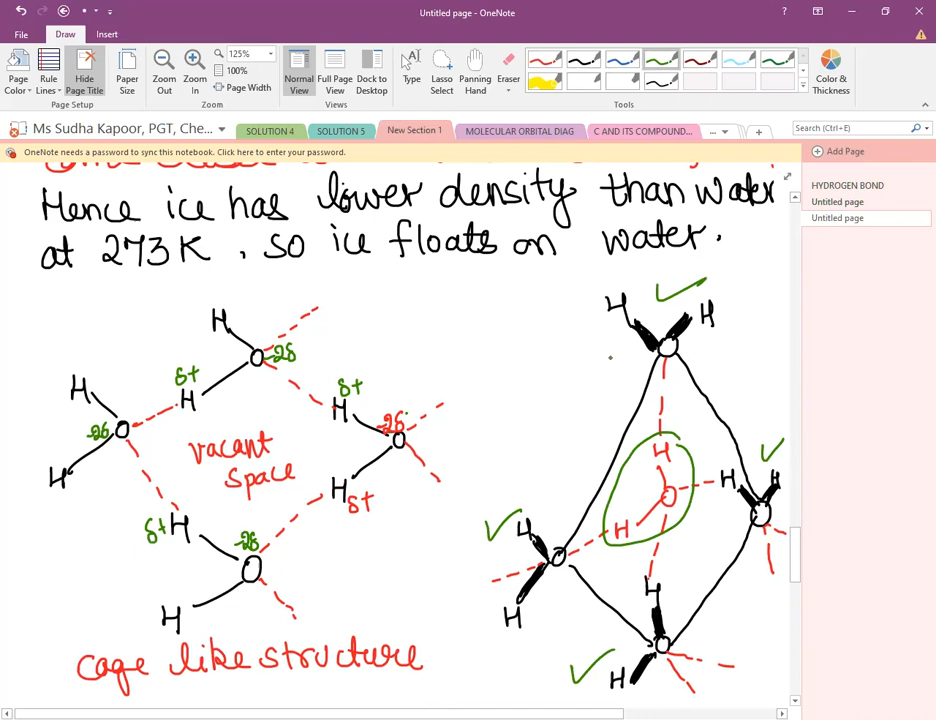 Untitled page - OneNote
File
Draw
Insert
Page Color
Rule Lines
Hide Page Title
Paper Size
Page Setup
Zoom Out
Zoom In
125%
100%
Page Width
Zoom
Normal View
Full Page View
Dock to Desktop
Views
Type
Lasso Select
Panning Hand
Eraser
Tools
Color & Thickness
Ms Sudha Kapoor, PGT, Che...
SOLUTION 4
SOLUTION 5
New Section 1
MOLECULAR ORBITAL DIAG
C AND ITS COMPOUND...
...
Search (Ctrl+E)
OneNote needs a password to sync this notebook. Click here to enter your password.
Add Page
HYDROGEN BOND
Untitled page
Untitled page
Hence ice has lower density than water
at 273 K, so ice floats on water.
H H H
H O -2δ O
δ+ H
δ+ H
H -2δ O
-2δ O
vacant
space
H
H δ+
δ+ H
-2δ
O
H
H
O H
H H
O
H
H
O
H
O
H
H
O
H
cage like structure